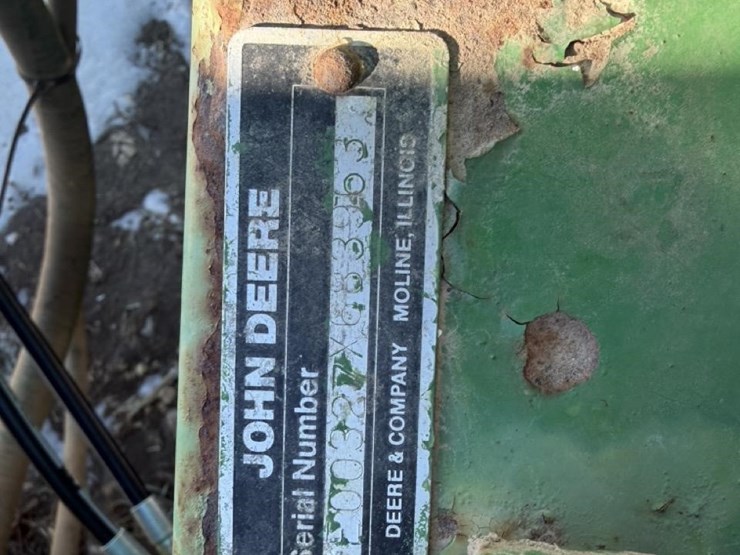 JOHN DEERE
Serial Number
DEERE & COMPANY MOLINE, ILLINOIS